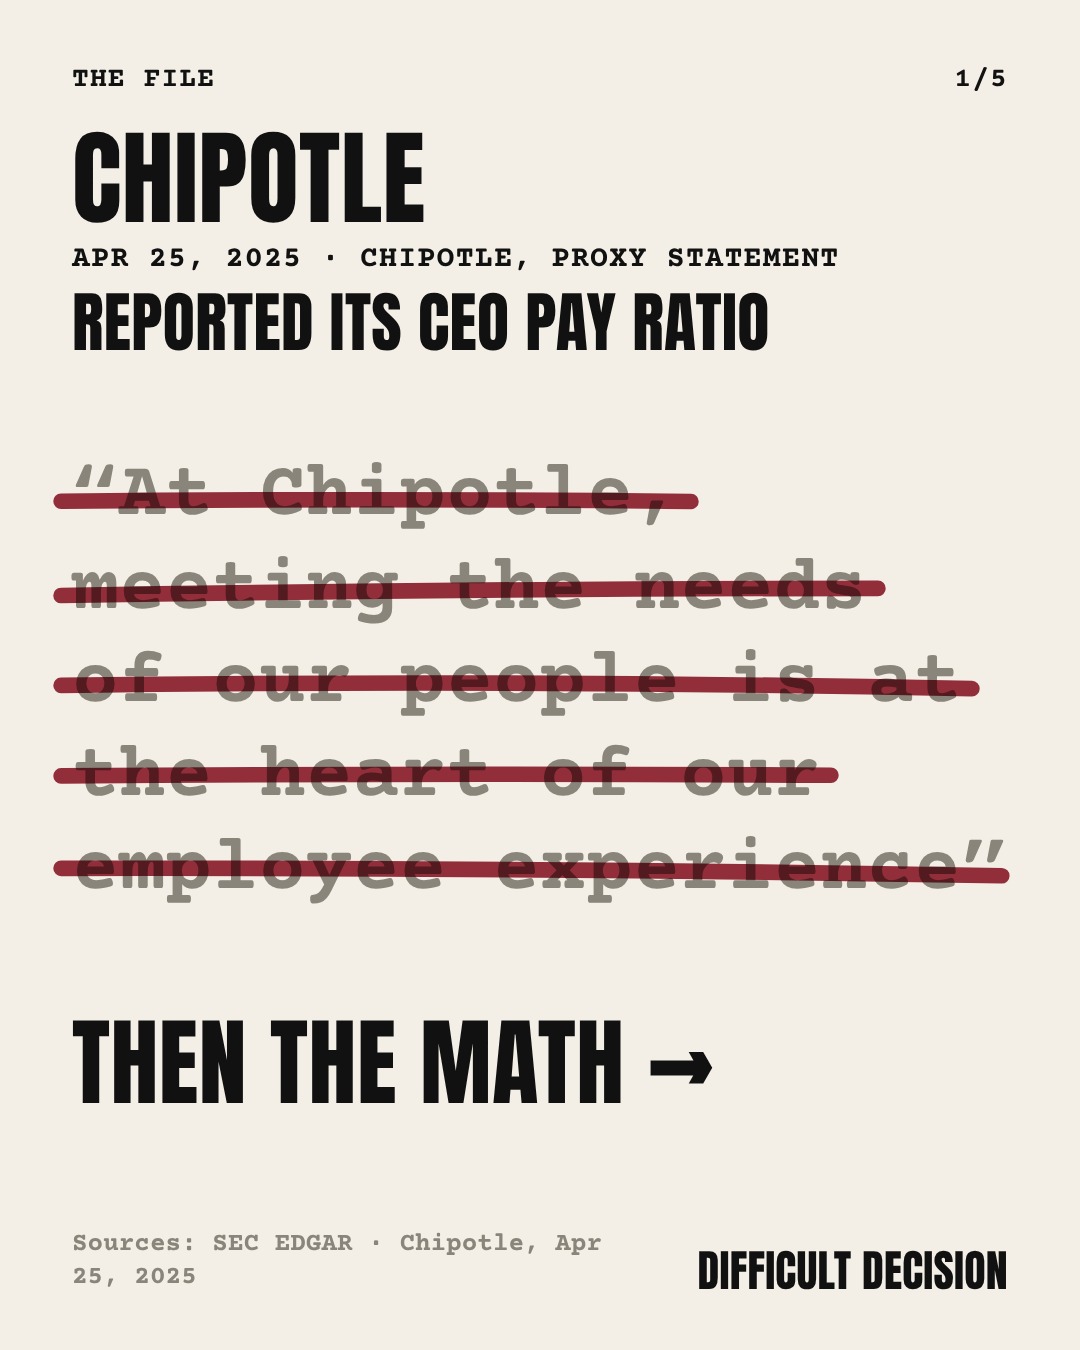 THE FILE
1/5
CHIPOTLE
APR 25, 2025 · CHIPOTLE, PROXY STATEMENT
REPORTED ITS CEO PAY RATIO
“At Chipotle,
meeting the needs
of our people is at
the heart of our
employee experience”
THEN THE MATH →
Sources: SEC EDGAR · Chipotle, Apr
25, 2025
DIFFICULT DECISION